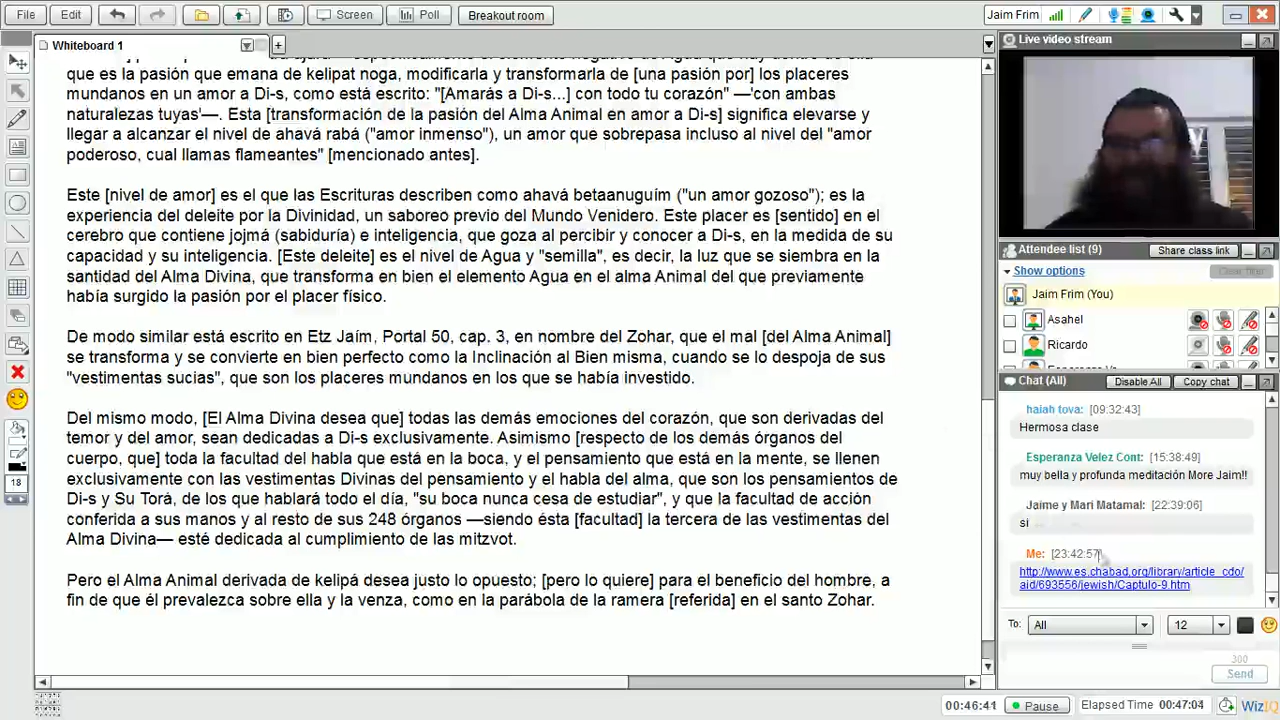 File
Edit
Screen
Poll
Breakout room
Jaim Frim
Whiteboard 1
Live video stream
que es la pasión que emana de kelipat noga, modificarla y transformarla de [una pasión por] los placeres
mundanos en un amor a Di-s, como está escrito: "[Amarás a Di-s...] con todo tu corazón" —'con ambas
naturalezas tuyas'—. Esta [transformación de la pasión del Alma Animal en amor a Di-s] significa elevarse y
llegar a alcanzar el nivel de ahavá rabá ("amor inmenso"), un amor que sobrepasa incluso al nivel del "amor
poderoso, cual llamas flameantes" [mencionado antes].
Este [nivel de amor] es el que las Escrituras describen como ahavá betaanuguím ("un amor gozoso"); es la
experiencia del deleite por la Divinidad, un saboreo previo del Mundo Venidero. Este placer es [sentido] en el
cerebro que contiene jojmá (sabiduría) e inteligencia, que goza al percibir y conocer a Di-s, en la medida de su
capacidad y su inteligencia. [Este deleite] es el nivel de Agua y "semilla", es decir, la luz que se siembra en la
santidad del Alma Divina, que transforma en bien el elemento Agua en el alma Animal del que previamente
había surgido la pasión por el placer físico.
De modo similar está escrito en Etz Jaím, Portal 50, cap. 3, en nombre del Zohar, que el mal [del Alma Animal]
se transforma y se convierte en bien perfecto como la Inclinación al Bien misma, cuando se lo despoja de sus
"vestimentas sucias", que son los placeres mundanos en los que se había investido.
Del mismo modo, [El Alma Divina desea que] todas las demás emociones del corazón, que son derivadas del
temor y del amor, sean dedicadas a Di-s exclusivamente. Asimismo [respecto de los demás órganos del
cuerpo, que] toda la facultad del habla que está en la boca, y el pensamiento que está en la mente, se llenen
exclusivamente con las vestimentas Divinas del pensamiento y el habla del alma, que son los pensamientos de
Di-s y Su Torá, de los que hablará todo el día, "su boca nunca cesa de estudiar", y que la facultad de acción
conferida a sus manos y al resto de sus 248 órganos —siendo ésta [facultad] la tercera de las vestimentas del
Alma Divina— esté dedicada al cumplimiento de las mitzvot.
Pero el Alma Animal derivada de kelipá desea justo lo opuesto; [pero lo quiere] para el beneficio del hombre, a
fin de que él prevalezca sobre ella y la venza, como en la parábola de la ramera [referida] en el santo Zohar.
18
Attendee list (9)
Share class link
Show options
Clear filter
Jaim Frim (You)
Asahel
Ricardo
Chat (All)
Disable All
Copy chat
haiah tova: [09:32:43]
Hermosa clase
Esperanza Velez Cont: [15:38:49]
muy bella y profunda meditación More Jaim!!
Jaime y Mari Matamal: [22:39:06]
si
Me: [23:42:57]
http://www.es.chabad.org/library/article_cdo/
aid/693556/jewish/Captulo-9.htm
To:
All
12
300
Send
00:46:41
Pause
Elapsed Time 00:47:04
WizIQ